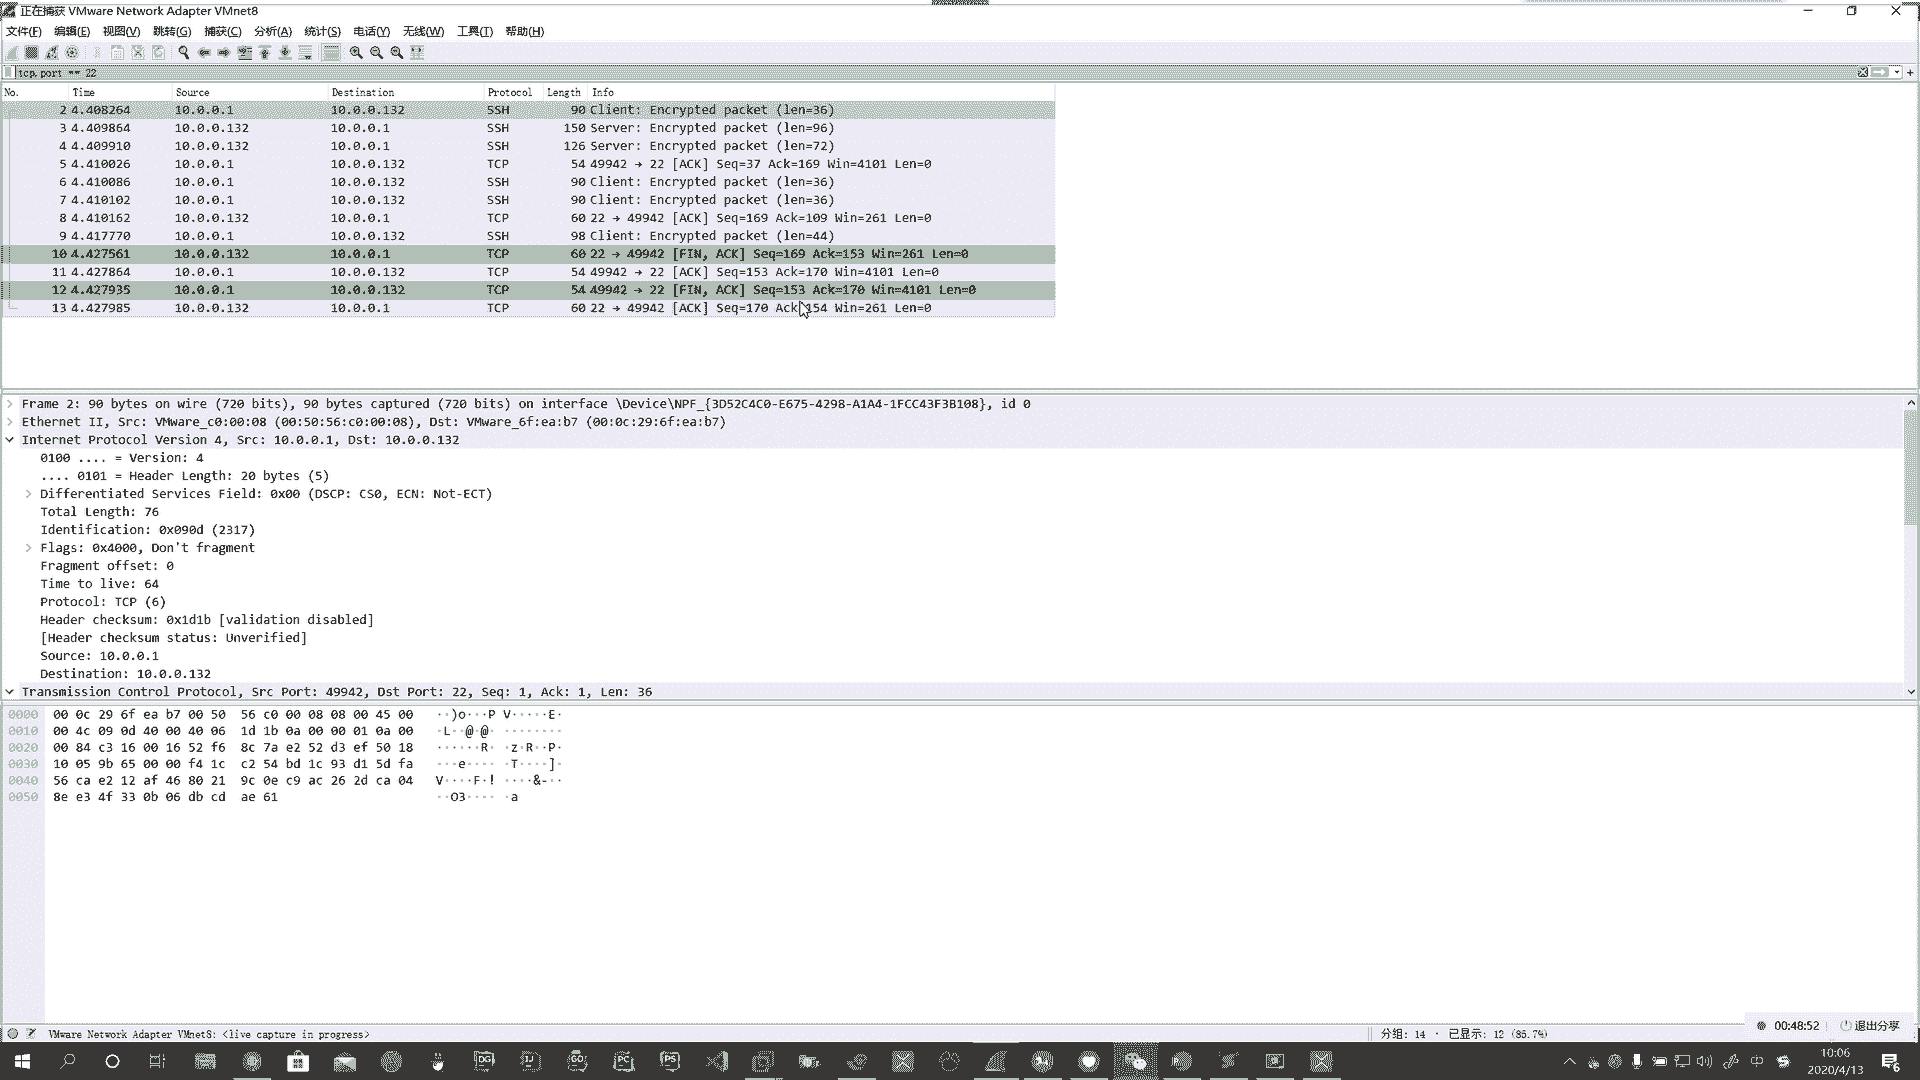 正在捕获 VMware Network Adapter VMnet8
文件(F) 编辑(E) 视图(V) 跳转(G) 捕获(C) 分析(A) 统计(S) 电话(Y) 无线(W) 工具(T) 帮助(H)
tcp.port == 22
No. Time Source Destination Protocol Length Info
2 4.408264 10.0.0.1 10.0.0.132 SSH 90 Client: Encrypted packet (len=36)
3 4.409864 10.0.0.132 10.0.0.1 SSH 150 Server: Encrypted packet (len=96)
4 4.409910 10.0.0.132 10.0.0.1 SSH 126 Server: Encrypted packet (len=72)
5 4.410026 10.0.0.1 10.0.0.132 TCP 54 49942 → 22 [ACK] Seq=37 Ack=169 Win=4101 Len=0
6 4.410086 10.0.0.1 10.0.0.132 SSH 90 Client: Encrypted packet (len=36)
7 4.410102 10.0.0.1 10.0.0.132 SSH 90 Client: Encrypted packet (len=36)
8 4.410162 10.0.0.132 10.0.0.1 TCP 60 22 → 49942 [ACK] Seq=169 Ack=109 Win=261 Len=0
9 4.417770 10.0.0.1 10.0.0.132 SSH 98 Client: Encrypted packet (len=44)
10 4.427561 10.0.0.132 10.0.0.1 TCP 60 22 → 49942 [FIN, ACK] Seq=169 Ack=153 Win=261 Len=0
11 4.427864 10.0.0.1 10.0.0.132 TCP 54 49942 → 22 [ACK] Seq=153 Ack=170 Win=4101 Len=0
12 4.427935 10.0.0.1 10.0.0.132 TCP 54 49942 → 22 [FIN, ACK] Seq=153 Ack=170 Win=4101 Len=0
13 4.427985 10.0.0.132 10.0.0.1 TCP 60 22 → 49942 [ACK] Seq=170 Ack=154 Win=261 Len=0
Frame 2: 90 bytes on wire (720 bits), 90 bytes captured (720 bits) on interface \Device\NPF_{3D52C4C0-E675-4298-A1A4-1FCC43F3B108}, id 0
Ethernet II, Src: VMware_c0:00:08 (00:50:56:c0:00:08), Dst: VMware_6f:ea:b7 (00:0c:29:6f:ea:b7)
Internet Protocol Version 4, Src: 10.0.0.1, Dst: 10.0.0.132
0100 .... = Version: 4
.... 0101 = Header Length: 20 bytes (5)
Differentiated Services Field: 0x00 (DSCP: CS0, ECN: Not-ECT)
Total Length: 76
Identification: 0x090d (2317)
Flags: 0x4000, Don't fragment
Fragment offset: 0
Time to live: 64
Protocol: TCP (6)
Header checksum: 0x1d1b [validation disabled]
[Header checksum status: Unverified]
Source: 10.0.0.1
Destination: 10.0.0.132
Transmission Control Protocol, Src Port: 49942, Dst Port: 22, Seq: 1, Ack: 1, Len: 36
0000 00 0c 29 6f ea b7 00 50 56 c0 00 08 08 00 45 00 ··)o···P V·····E·
0010 00 4c 09 0d 40 00 40 06 1d 1b 0a 00 00 01 0a 00 ·L··@·@· ········
0020 00 84 c3 16 00 16 52 f6 8c 7a e2 52 d3 ef 50 18 ······R· ·z·R··P·
0030 10 05 9b 65 00 00 f4 1c c2 54 bd 1c 93 d1 5d fa ···e···· ·T····]·
0040 56 ca e2 12 af 46 80 21 9c 0e c9 ac 26 2d ca 04 V····F·! ····&-··
0050 8e e3 4f 33 0b 06 db cd ae 61 ··O3···· ·a
VMware Network Adapter VMnet8: <live capture in progress>
分组: 14 · 已显示: 12 (85.7%)
00:48:52 退出分享
DG IJ GO PC PS
中
10:06
2020/4/13
6